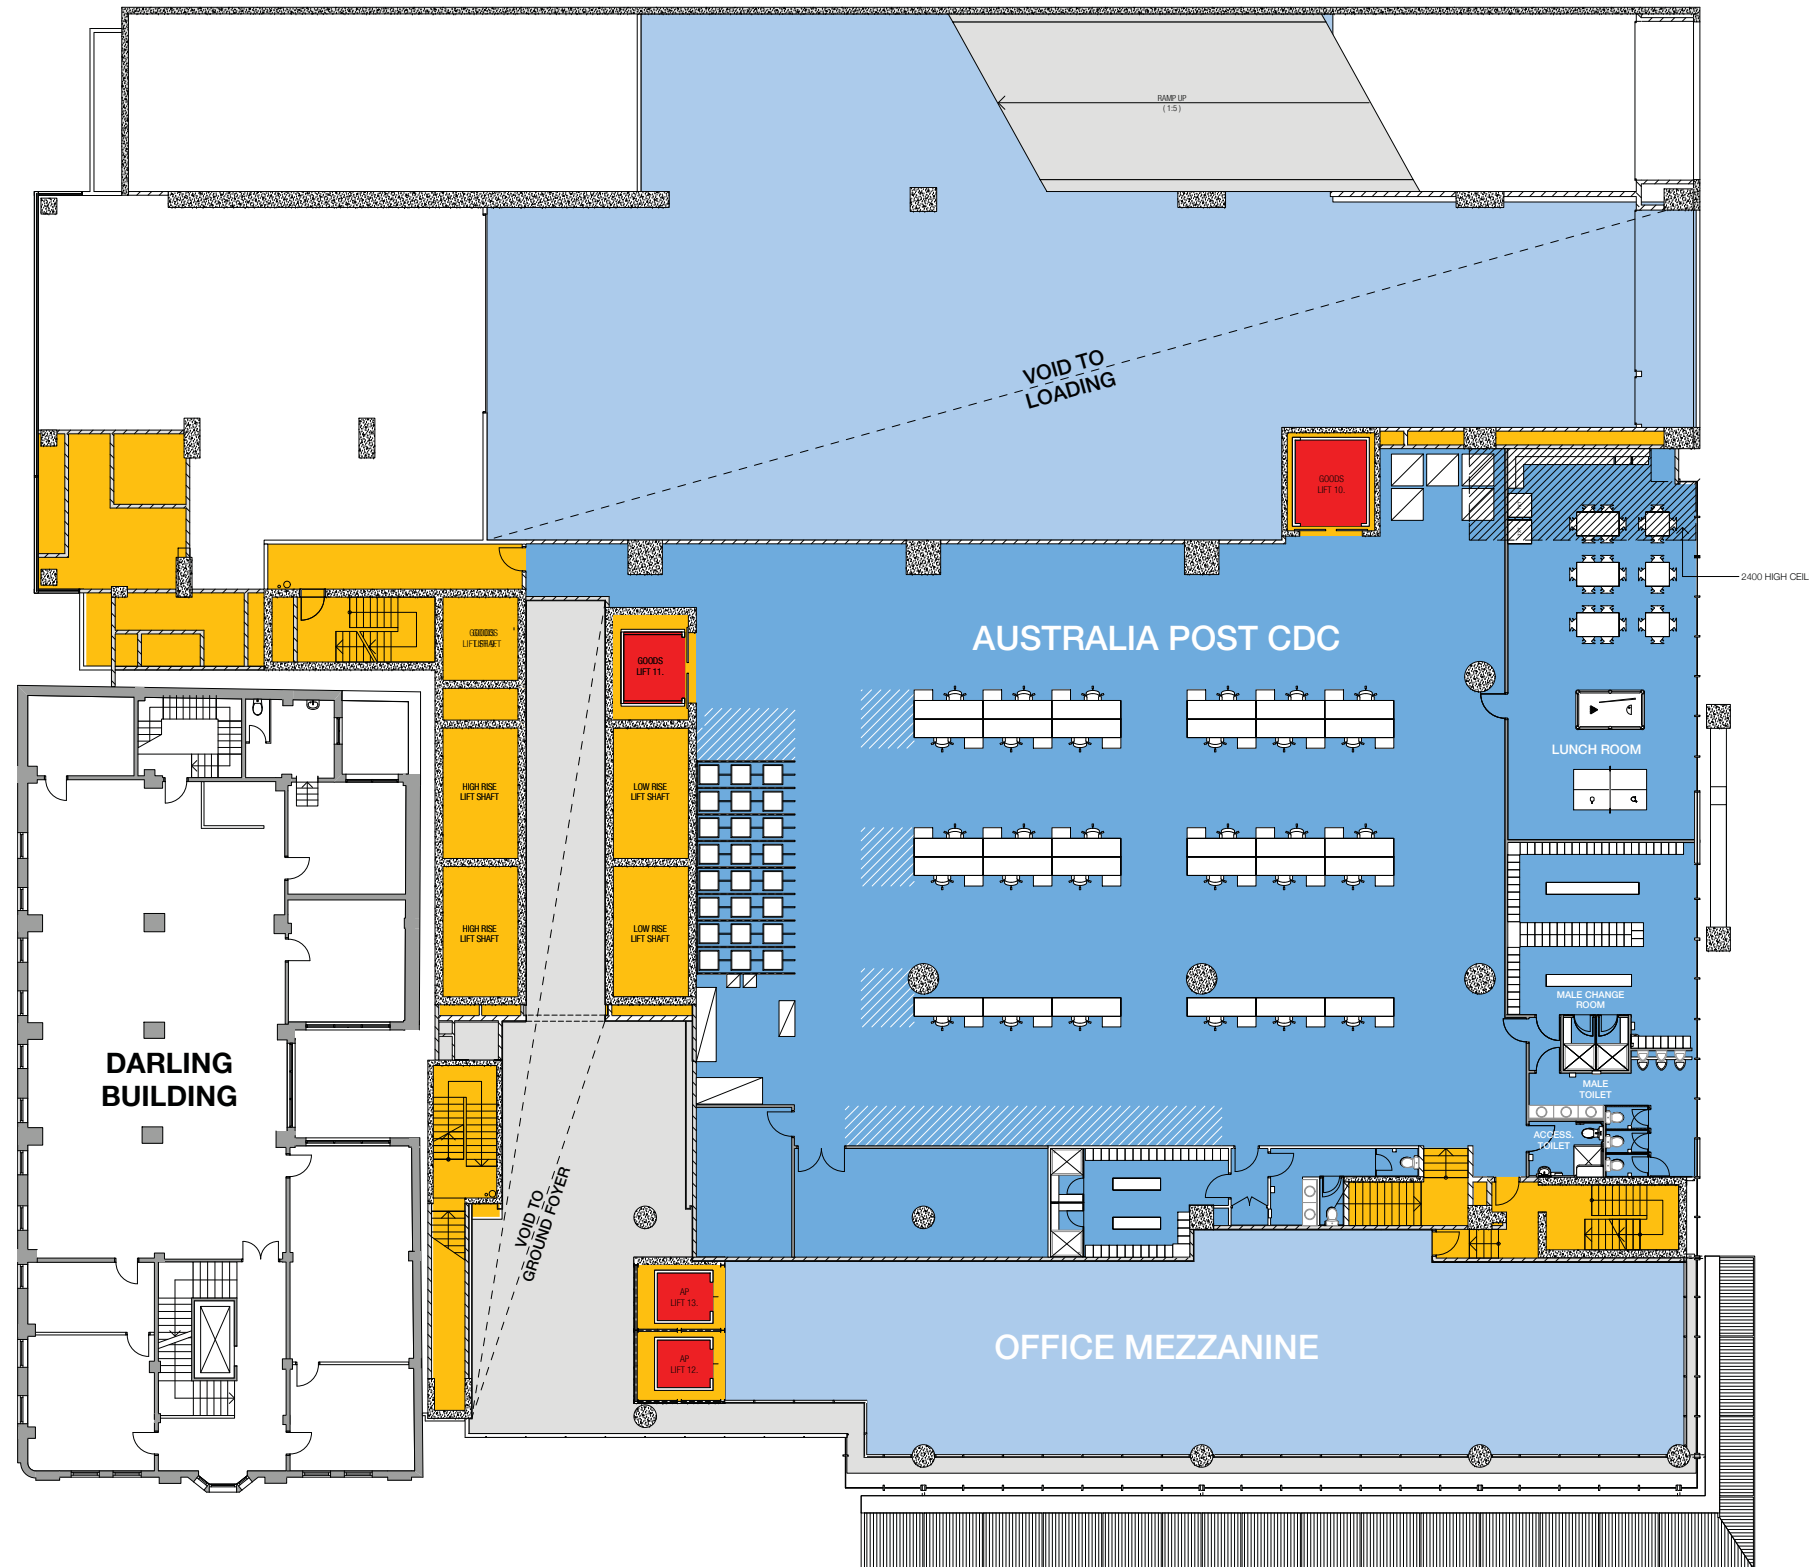 RAMP UP
(1:5)
VOID TO
LOADING
GOODS
LIFT 10.
2400 HIGH CEIL
AUSTRALIA POST CDC
GOODS
LIFT 11.
LUNCH ROOM
HIGH RISE
LIFT SHAFT
LOW RISE
LIFT SHAFT
HIGH RISE
LIFT SHAFT
LOW RISE
LIFT SHAFT
MALE CHANGE
ROOM
DARLING
BUILDING
MALE
TOILET
ACCESS.
TOILET
VOID TO
GROUND FOYER
AP
LIFT 13.
OFFICE MEZZANINE
AP
LIFT 12.